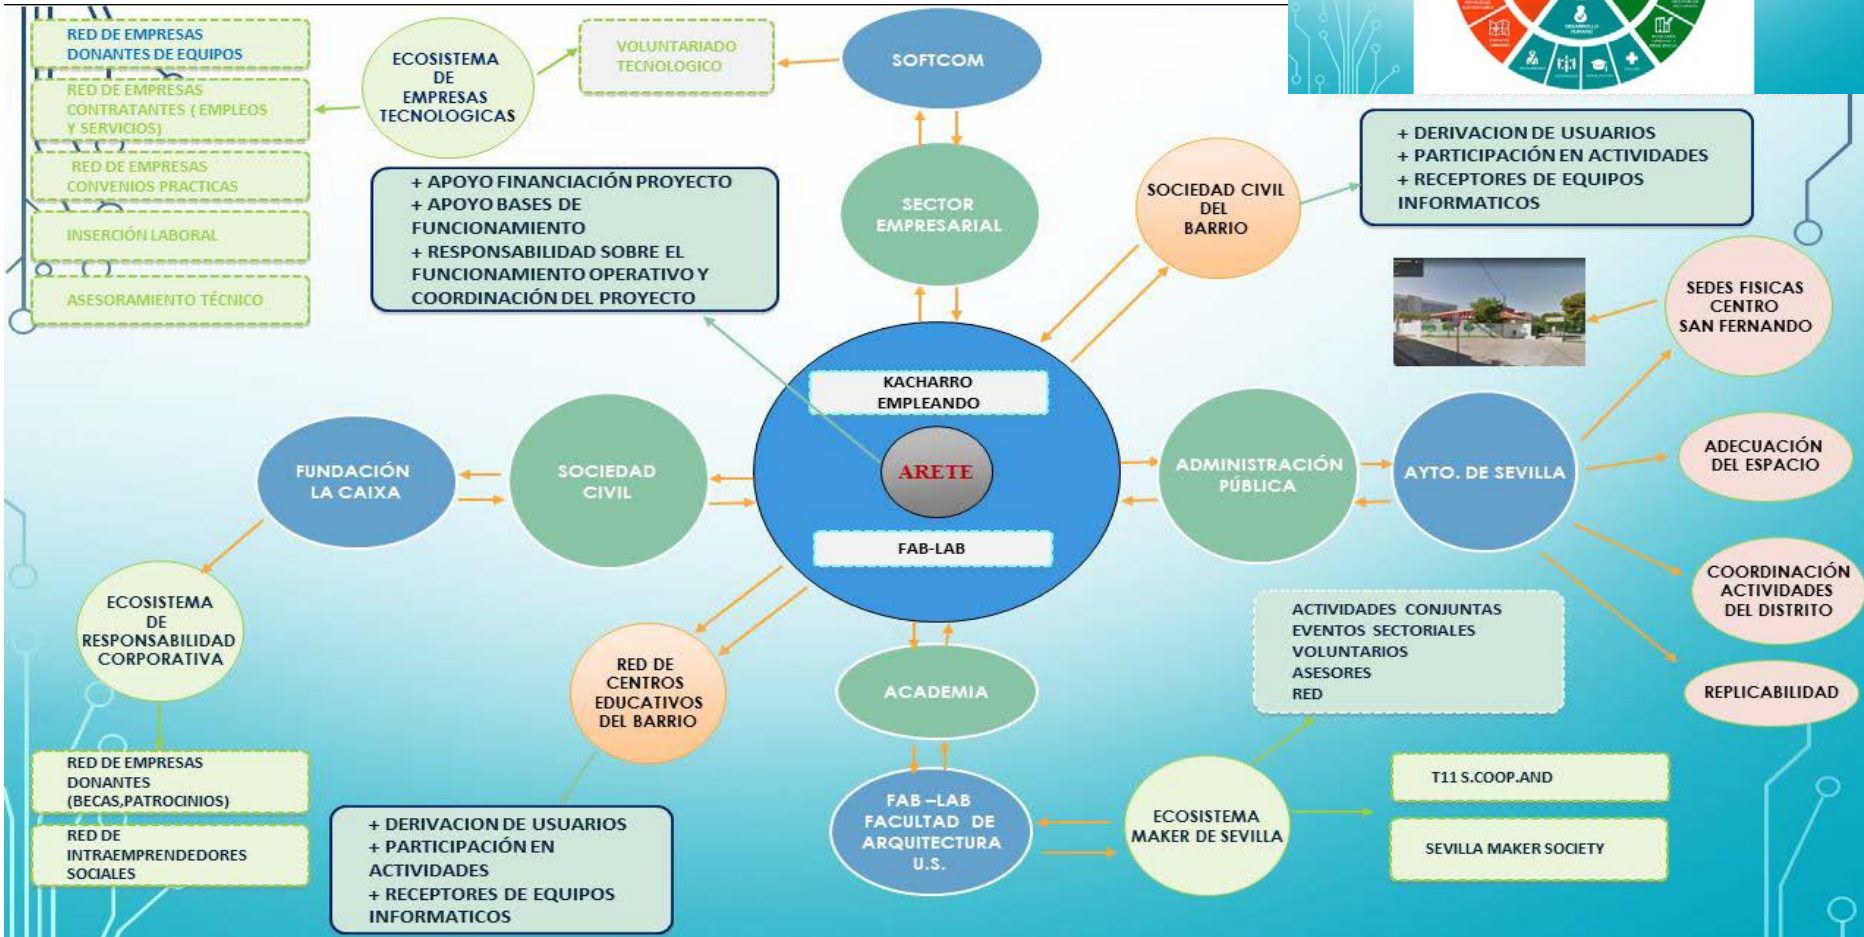 RED DE EMPRESAS
DONANTES DE EQUIPOS
RED DE EMPRESAS
CONTRATANTES ( EMPLEOS
Y SERVICIOS)
RED DE EMPRESAS
CONVENIOS PRACTICAS
INSERCIÓN LABORAL
ASESORAMIENTO TÉCNICO
ECOSISTEMA
DE
EMPRESAS
TECNOLOGICAS
VOLUNTARIADO
TECNOLOGICO
SOFTCOM
DESARROLLO
HUMANO
+ APOYO FINANCIACIÓN PROYECTO
+ APOYO BASES DE
FUNCIONAMIENTO
+ RESPONSABILIDAD SOBRE EL
FUNCIONAMIENTO OPERATIVO Y
COORDINACIÓN DEL PROYECTO
SECTOR
EMPRESARIAL
SOCIEDAD CIVIL
DEL
BARRIO
+ DERIVACION DE USUARIOS
+ PARTICIPACIÓN EN ACTIVIDADES
+ RECEPTORES DE EQUIPOS
INFORMATICOS
SEDES FISICAS
CENTRO
SAN FERNANDO
KACHARRO
EMPLEANDO
ARETE
FAB-LAB
FUNDACIÓN
LA CAIXA
SOCIEDAD
CIVIL
ADMINISTRACIÓN
PÚBLICA
AYTO. DE SEVILLA
ADECUACIÓN
DEL ESPACIO
COORDINACIÓN
ACTIVIDADES
DEL DISTRITO
REPLICABILIDAD
ECOSISTEMA
DE
RESPONSABILIDAD
CORPORATIVA
RED DE
CENTROS
EDUCATIVOS
DEL BARRIO
ACADEMIA
ACTIVIDADES CONJUNTAS
EVENTOS SECTORIALES
VOLUNTARIOS
ASESORES
RED
RED DE EMPRESAS
DONANTES
(BECAS,PATROCINIOS)
RED DE
INTRAEMPRENDEDORES
SOCIALES
+ DERIVACION DE USUARIOS
+ PARTICIPACIÓN EN
ACTIVIDADES
+ RECEPTORES DE EQUIPOS
INFORMATICOS
FAB –LAB
FACULTAD DE
ARQUITECTURA
U.S.
ECOSISTEMA
MAKER DE SEVILLA
T11 S.COOP.AND
SEVILLA MAKER SOCIETY